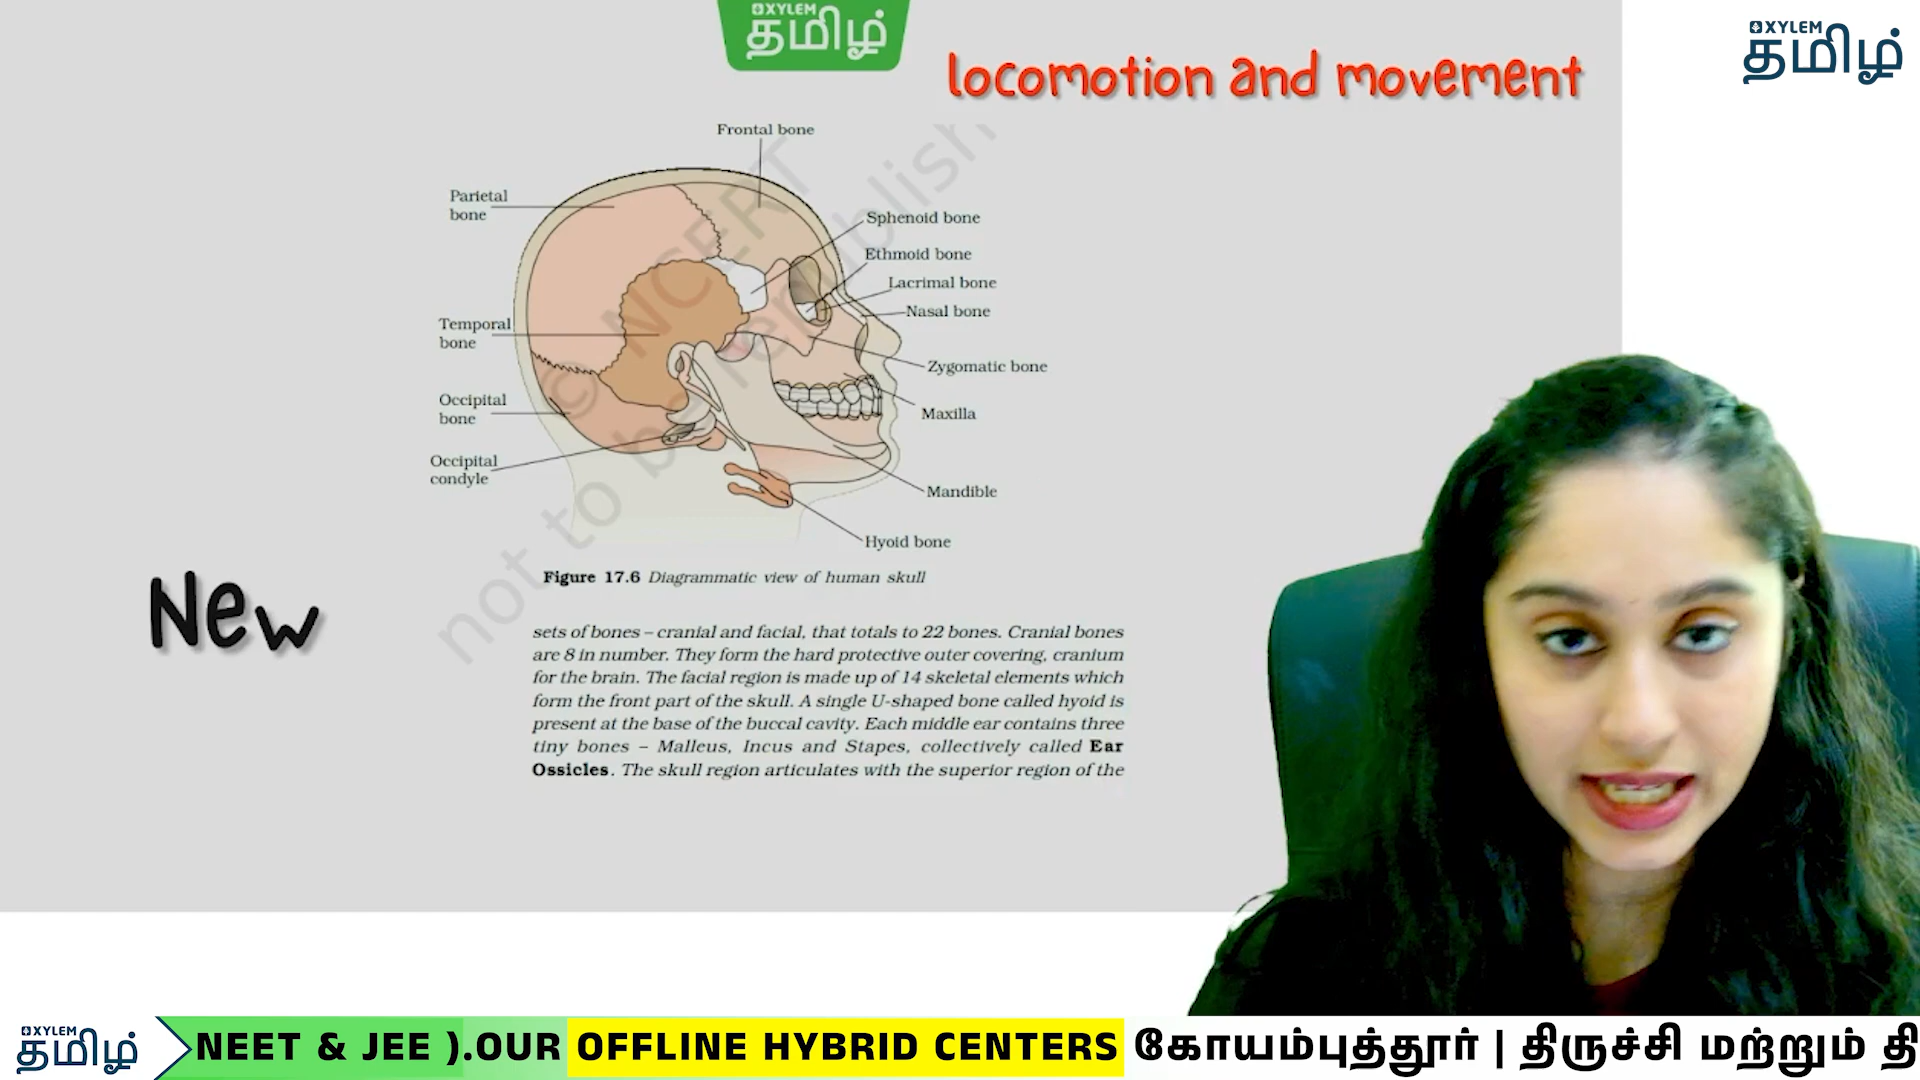 XYLEM
தமிழ்
XYLEM
தமிழ்
locomotion and movement
Frontal bone
Parietal
bone
Sphenoid bone
Ethmoid bone
Lacrimal bone
Nasal bone
Temporal
bone
Zygomatic bone
Occipital
bone
Maxilla
Occipital
condyle
Mandible
Hyoid bone
© NCERT
not to be republish
Figure 17.6 Diagrammatic view of human skull
New
sets of bones – cranial and facial, that totals to 22 bones. Cranial bones
are 8 in number. They form the hard protective outer covering, cranium
for the brain. The facial region is made up of 14 skeletal elements which
form the front part of the skull. A single U-shaped bone called hyoid is
present at the base of the buccal cavity. Each middle ear contains three
tiny bones – Malleus, Incus and Stapes, collectively called Ear
Ossicles. The skull region articulates with the superior region of the
XYLEM
தமிழ்
NEET & JEE ).OUR OFFLINE HYBRID CENTERS கோயம்புத்தூர் | திருச்சி மற்றும் தி